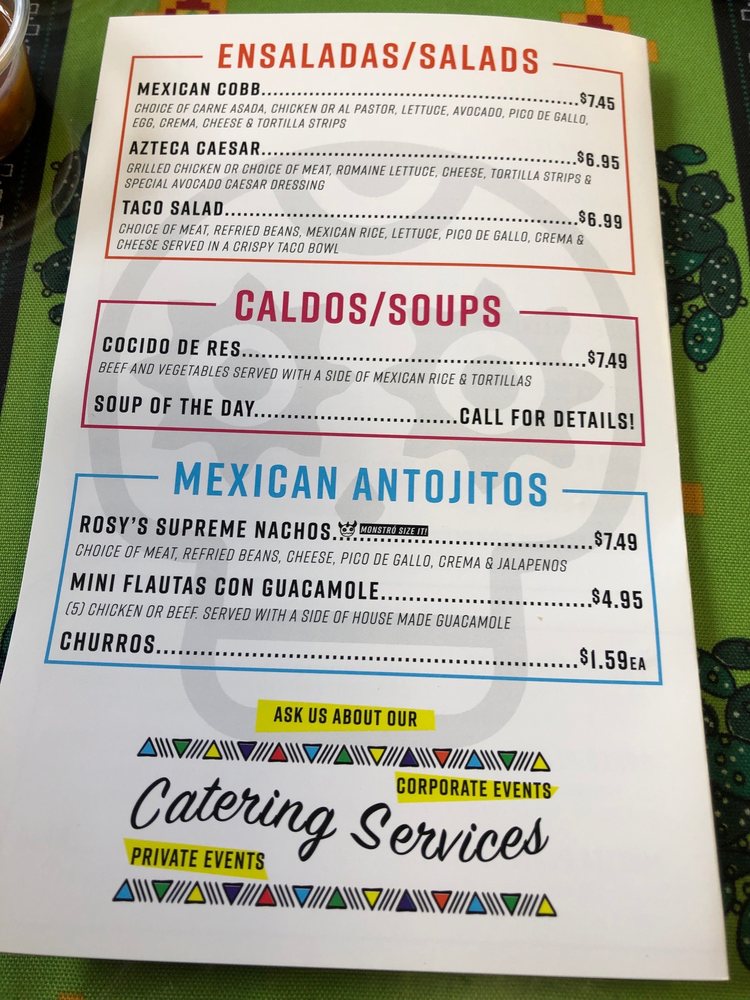 ENSALADAS/SALADS
MEXICAN COBB...$7.45
CHOICE OF CARNE ASADA, CHICKEN OR AL PASTOR, LETTUCE, AVOCADO, PICO DE GALLO,
EGG, CREMA, CHEESE & TORTILLA STRIPS
AZTECA CAESAR...$6.95
GRILLED CHICKEN OR CHOICE OF MEAT, ROMAINE LETTUCE, CHEESE, TORTILLA STRIPS &
SPECIAL AVOCADO CAESAR DRESSING
TACO SALAD...$6.99
CHOICE OF MEAT, REFRIED BEANS, MEXICAN RICE, LETTUCE, PICO DE GALLO, CREMA &
CHEESE SERVED IN A CRISPY TACO BOWL
CALDOS/SOUPS
COCIDO DE RES...$7.49
BEEF AND VEGETABLES SERVED WITH A SIDE OF MEXICAN RICE & TORTILLAS
SOUP OF THE DAY...CALL FOR DETAILS!
MEXICAN ANTOJITOS
ROSY'S SUPREME NACHOS... MONSTRÓ SIZE IT! ...$7.49
CHOICE OF MEAT, REFRIED BEANS, CHEESE, PICO DE GALLO, CREMA & JALAPENOS
MINI FLAUTAS CON GUACAMOLE...$4.95
(5) CHICKEN OR BEEF. SERVED WITH A SIDE OF HOUSE MADE GUACAMOLE
CHURROS...$1.59EA
ASK US ABOUT OUR
CORPORATE EVENTS
Catering Services
PRIVATE EVENTS